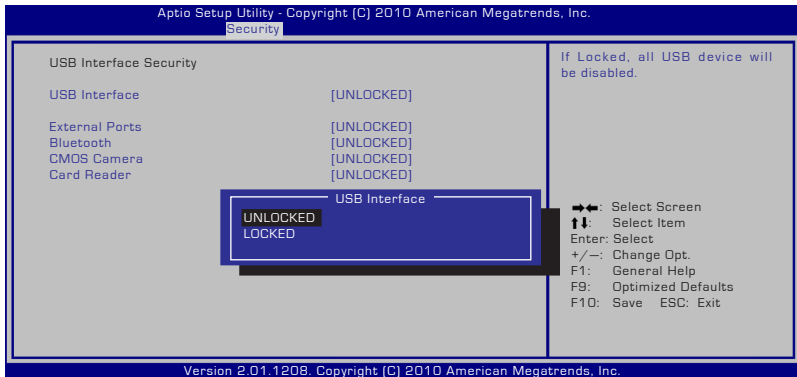 Aptio Setup Utility - Copyright (C) 2010 American Megatrends, Inc.
Security
USB Interface Security
USB Interface [UNLOCKED]
External Ports [UNLOCKED]
Bluetooth [UNLOCKED]
CMOS Camera [UNLOCKED]
Card Reader [UNLOCKED]
USB Interface
UNLOCKED
LOCKED
If Locked, all USB device will
be disabled.
→←: Select Screen
↑↓: Select Item
Enter: Select
+/—: Change Opt.
F1: General Help
F9: Optimized Defaults
F10: Save ESC: Exit
Version 2.01.1208. Copyright (C) 2010 American Megatrends, Inc.